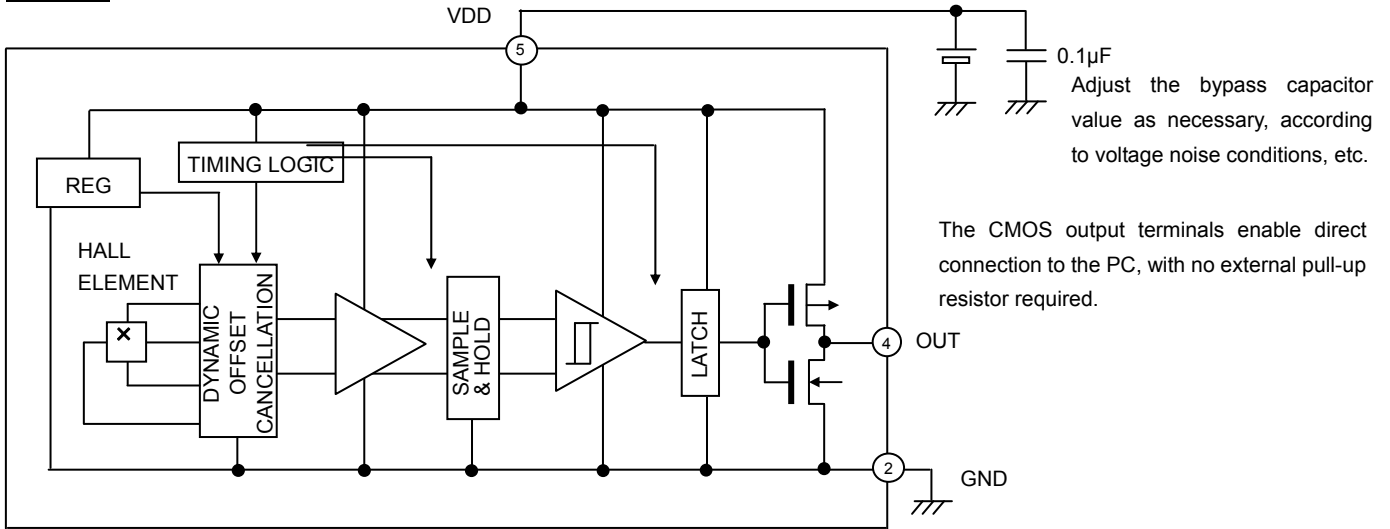 VDD
5
0.1µF
Adjust the bypass capacitor
value as necessary, according
to voltage noise conditions, etc.
TIMING LOGIC
REG
The CMOS output terminals enable direct
connection to the PC, with no external pull-up
resistor required.
HALL
ELEMENT
×
DYNAMIC
OFFSET
CANCELLATION
SAMPLE
& HOLD
LATCH
4
OUT
2
GND